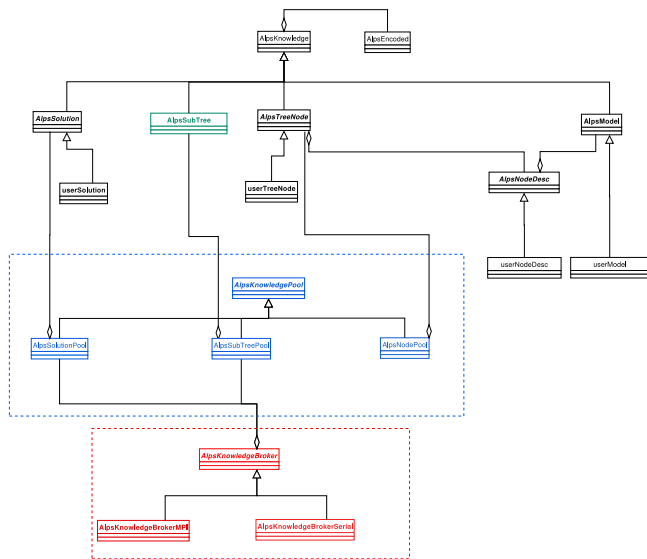 AlpsKnowledge
AlpsEncoded
AlpsSolution
AlpsSubTree
AlpsTreeNode
AlpsModel
userSolution
userTreeNode
AlpsNodeDesc
userNodeDesc
userModel
AlpsKnowledgePool
AlpsSolutionPool
AlpsSubTreePool
AlpsNodePool
AlpsKnowledgeBroker
AlpsKnowledgeBrokerMPI
AlpsKnowledgeBrokerSerial